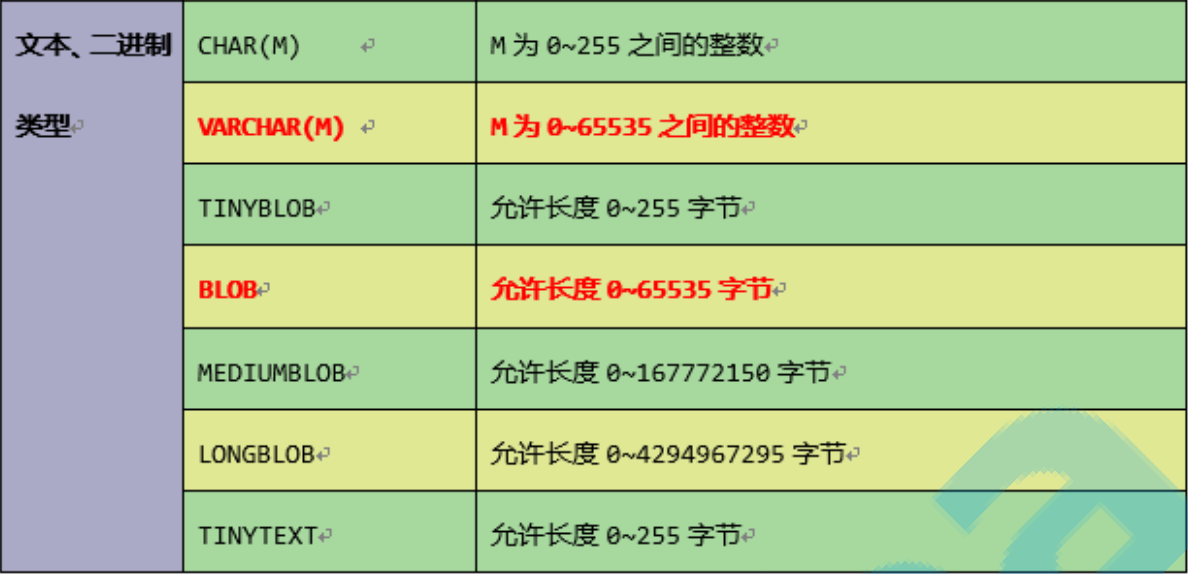 文本、二进制
类型
CHAR(M)
M 为 0~255 之间的整数
VARCHAR(M)
M 为 0~65535 之间的整数
TINYBLOB
允许长度 0~255 字节
BLOB
允许长度 0~65535 字节
MEDIUMBLOB
允许长度 0~167772150 字节
LONGBLOB
允许长度 0~4294967295 字节
TINYTEXT
允许长度 0~255 字节